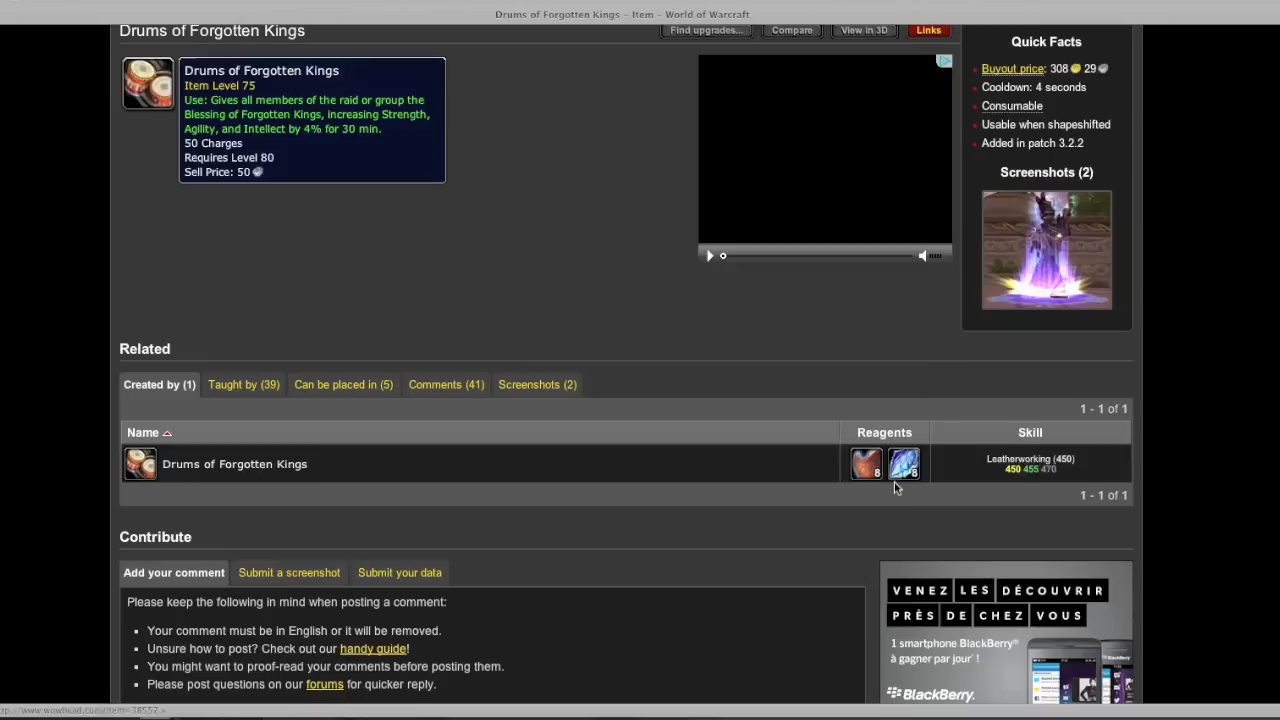 Drums of Forgotten Kings – Item – World of Warcraft
Drums of Forgotten Kings
Find upgrades...
Compare
View in 3D
Links
Drums of Forgotten Kings
Item Level 75
Use: Gives all members of the raid or group the
Blessing of Forgotten Kings, increasing Strength,
Agility, and Intellect by 4% for 30 min.
50 Charges
Requires Level 80
Sell Price: 50
Quick Facts
Buyout price: 308 29
Cooldown: 4 seconds
Consumable
Usable when shapeshifted
Added in patch 3.2.2
Screenshots (2)
Related
Created by (1)
Taught by (39)
Can be placed in (5)
Comments (41)
Screenshots (2)
1 - 1 of 1
Name
Reagents
Skill
Drums of Forgotten Kings
8
8
Leatherworking (450)
450 455 470
1 - 1 of 1
Contribute
Add your comment
Submit a screenshot
Submit your data
Please keep the following in mind when posting a comment:
Your comment must be in English or it will be removed.
Unsure how to post? Check out our handy guide!
You might want to proof-read your comments before posting them.
Please post questions on our forums for quicker reply.
VENEZ LES DÉCOUVRIR
PRÈS DE CHEZ VOUS
1 smartphone BlackBerry®
à gagner par jour* !
BlackBerry.